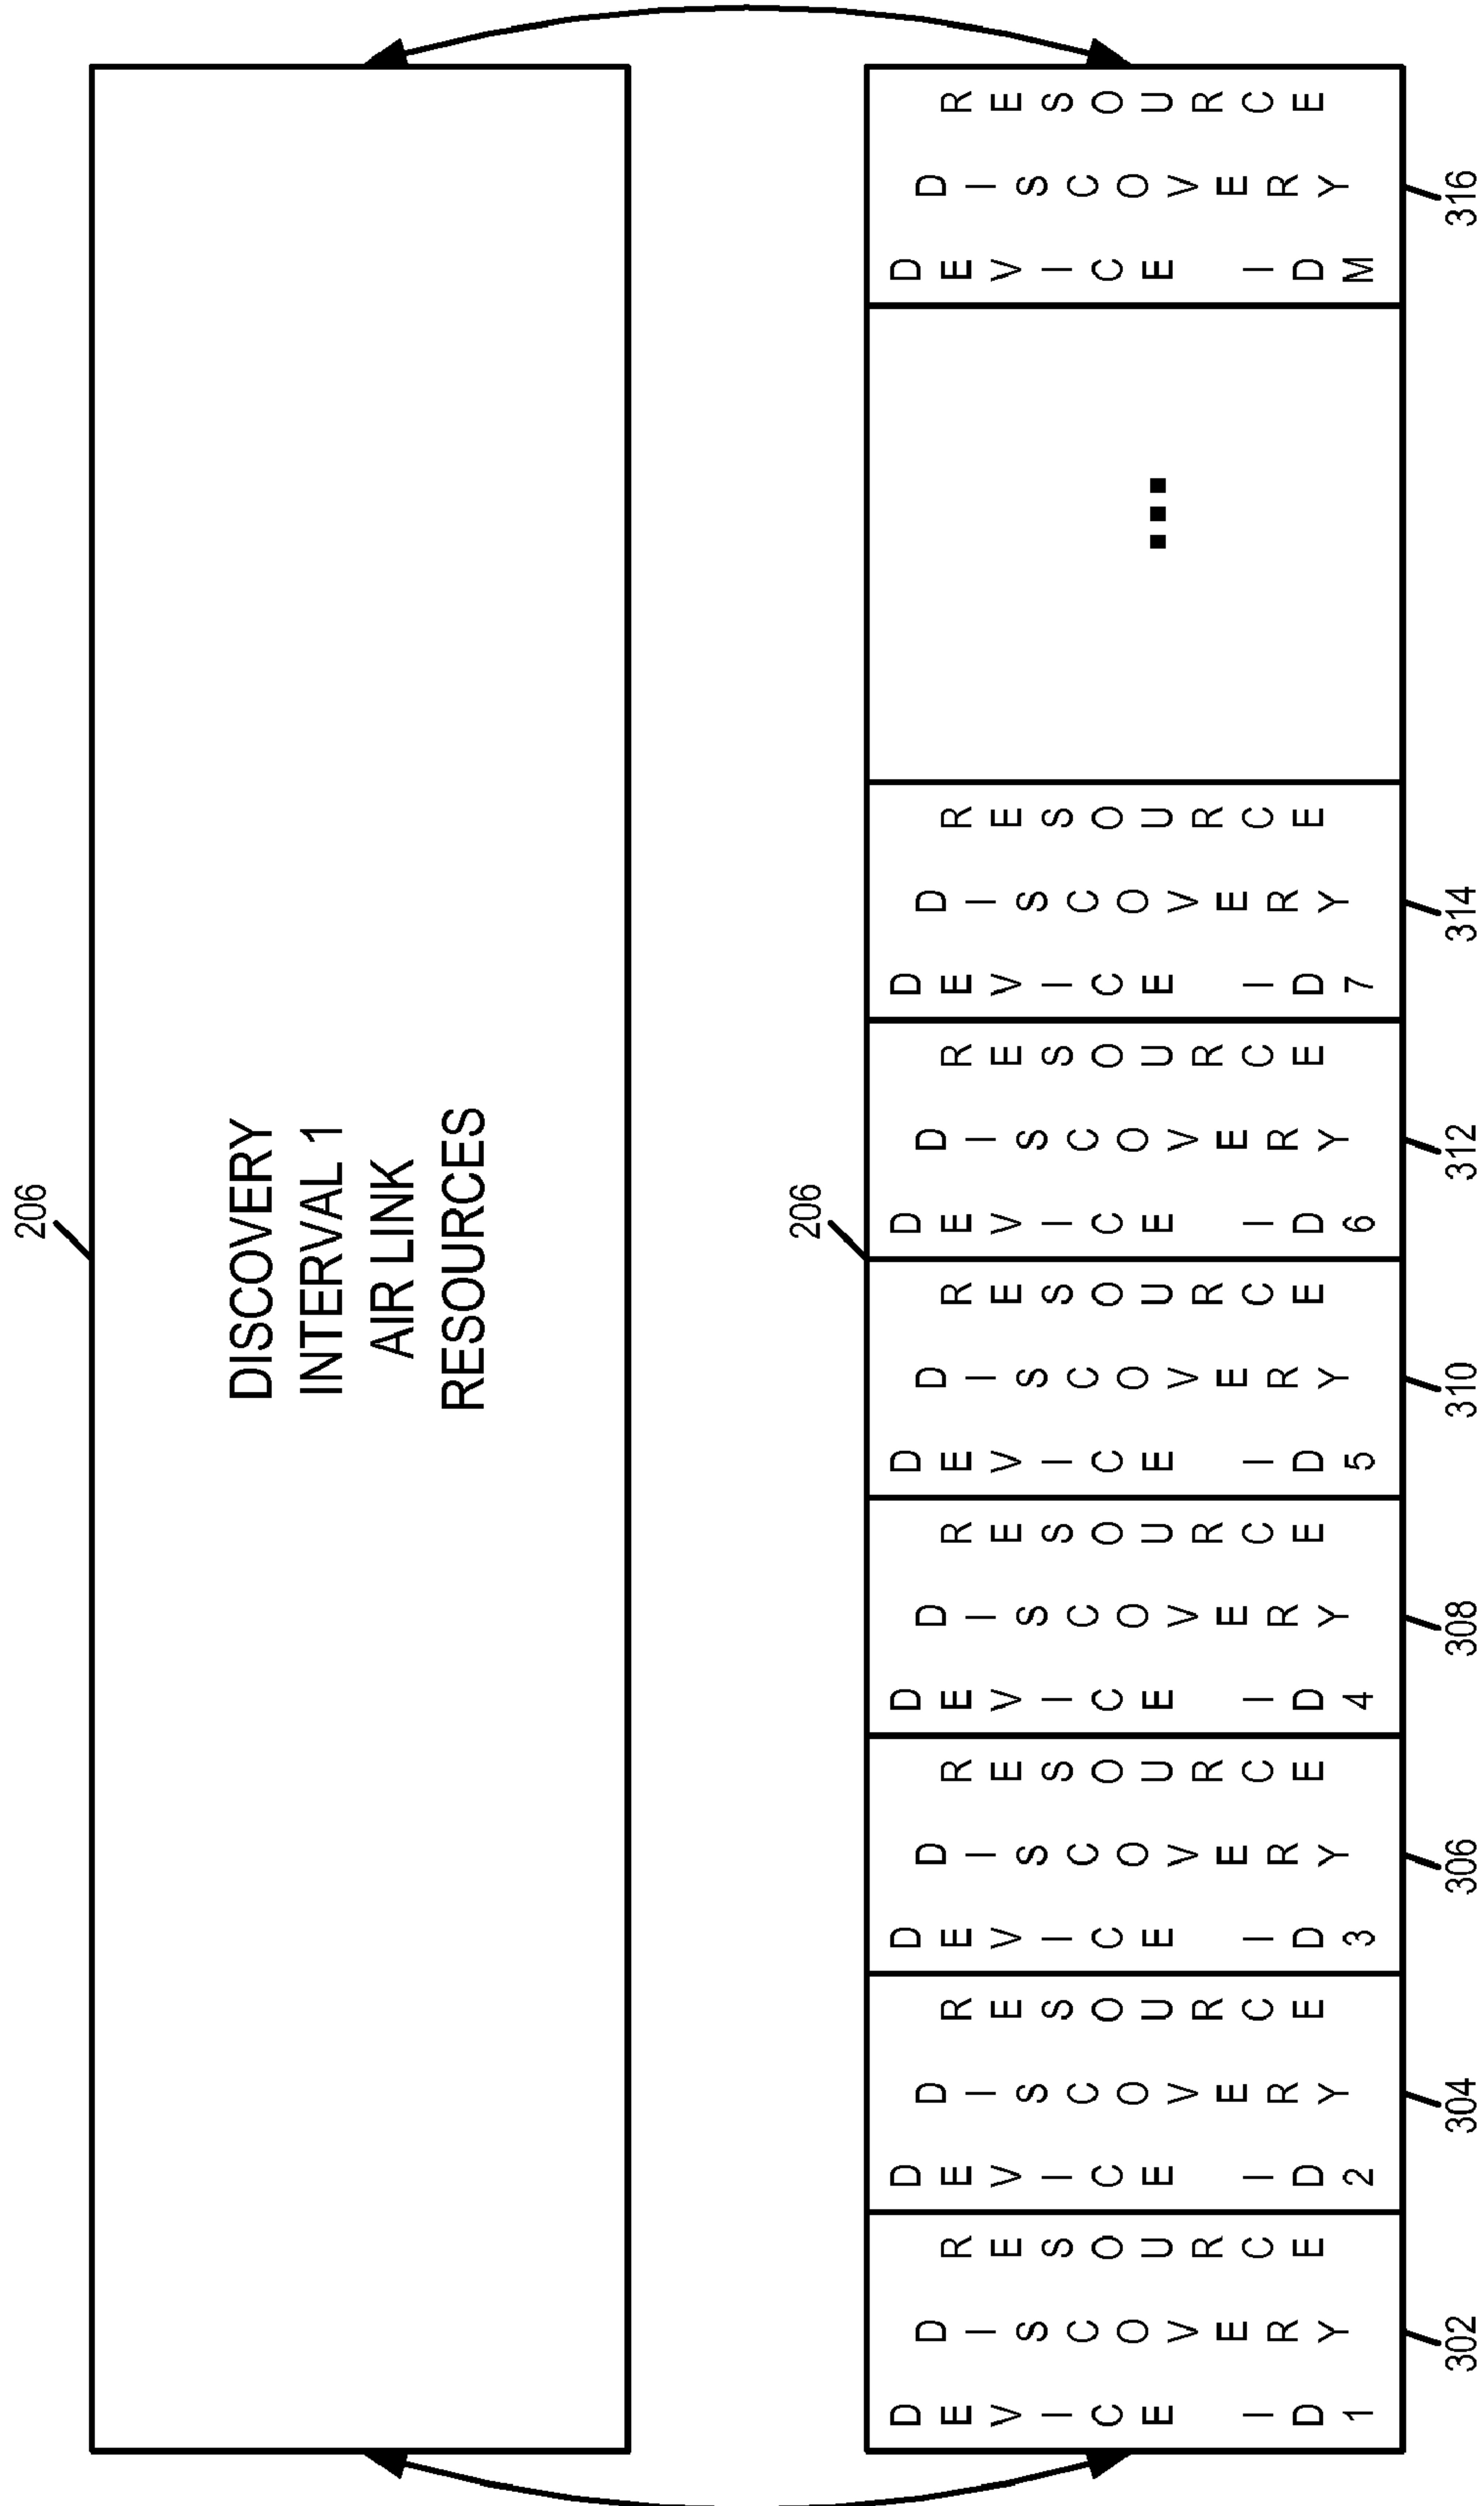 206
DISCOVERY
INTERVAL 1
AIR LINK
RESOURCES
206
DEVICE ID 1
DISCOVERY
RESOURCE
DEVICE ID 2
DISCOVERY
RESOURCE
DEVICE ID 3
DISCOVERY
RESOURCE
DEVICE ID 4
DISCOVERY
RESOURCE
DEVICE ID 5
DISCOVERY
RESOURCE
DEVICE ID 6
DISCOVERY
RESOURCE
DEVICE ID 7
DISCOVERY
RESOURCE
...
DEVICE ID M
DISCOVERY
RESOURCE
302
304
306
308
310
312
314
316